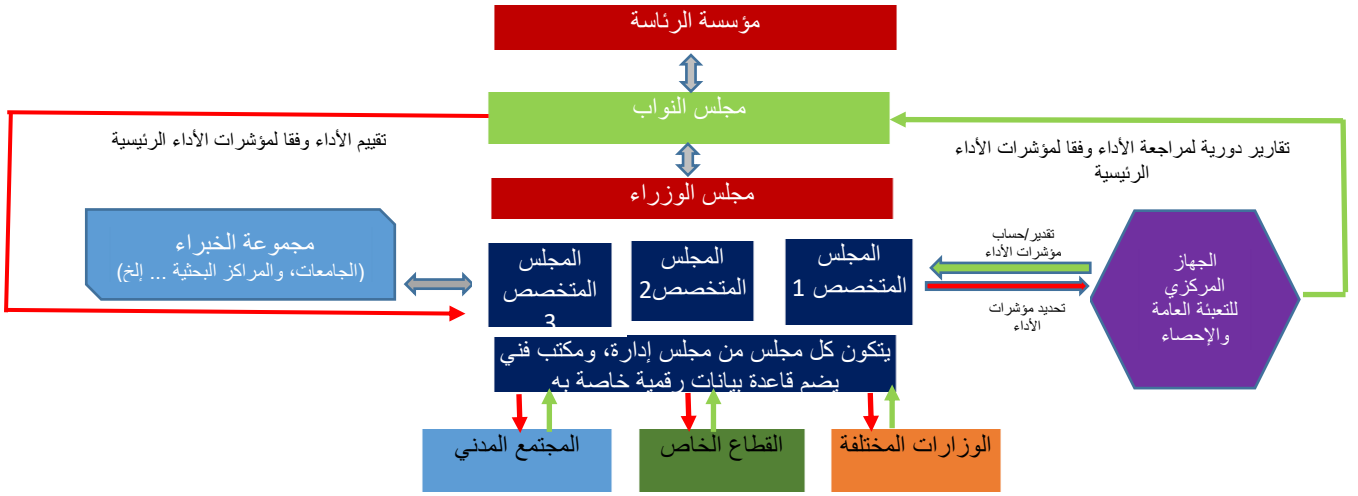 مؤسسة الرئاسة
مجلس النواب
تقارير دورية لمراجعة الأداء وفقا لمؤشرات الأداء
الرئيسية
تقييم الأداء وفقا لمؤشرات الأداء الرئيسية
مجلس الوزراء
الجهاز
المركزي
للتعبئة العامة
والإحصاء
تقدير/حساب
مؤشرات الأداء
تحديد مؤشرات
الأداء
المجلس
المتخصص 1
المجلس
المتخصص2
المجلس
المتخصص
3
مجموعة الخبراء
(الجامعات، والمراكز البحثية ... إلخ)
يتكون كل مجلس من مجلس إدارة، ومكتب فني
يضم قاعدة بيانات رقمية خاصة به
الوزارات المختلفة
القطاع الخاص
المجتمع المدني